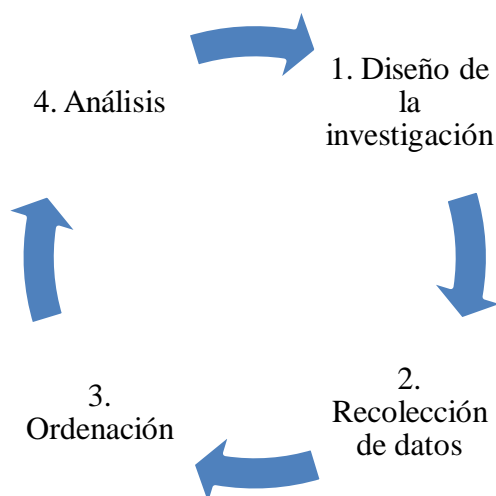 1. Diseño de
la
investigación
2.
Recolección
de datos
3.
Ordenación
4. Análisis